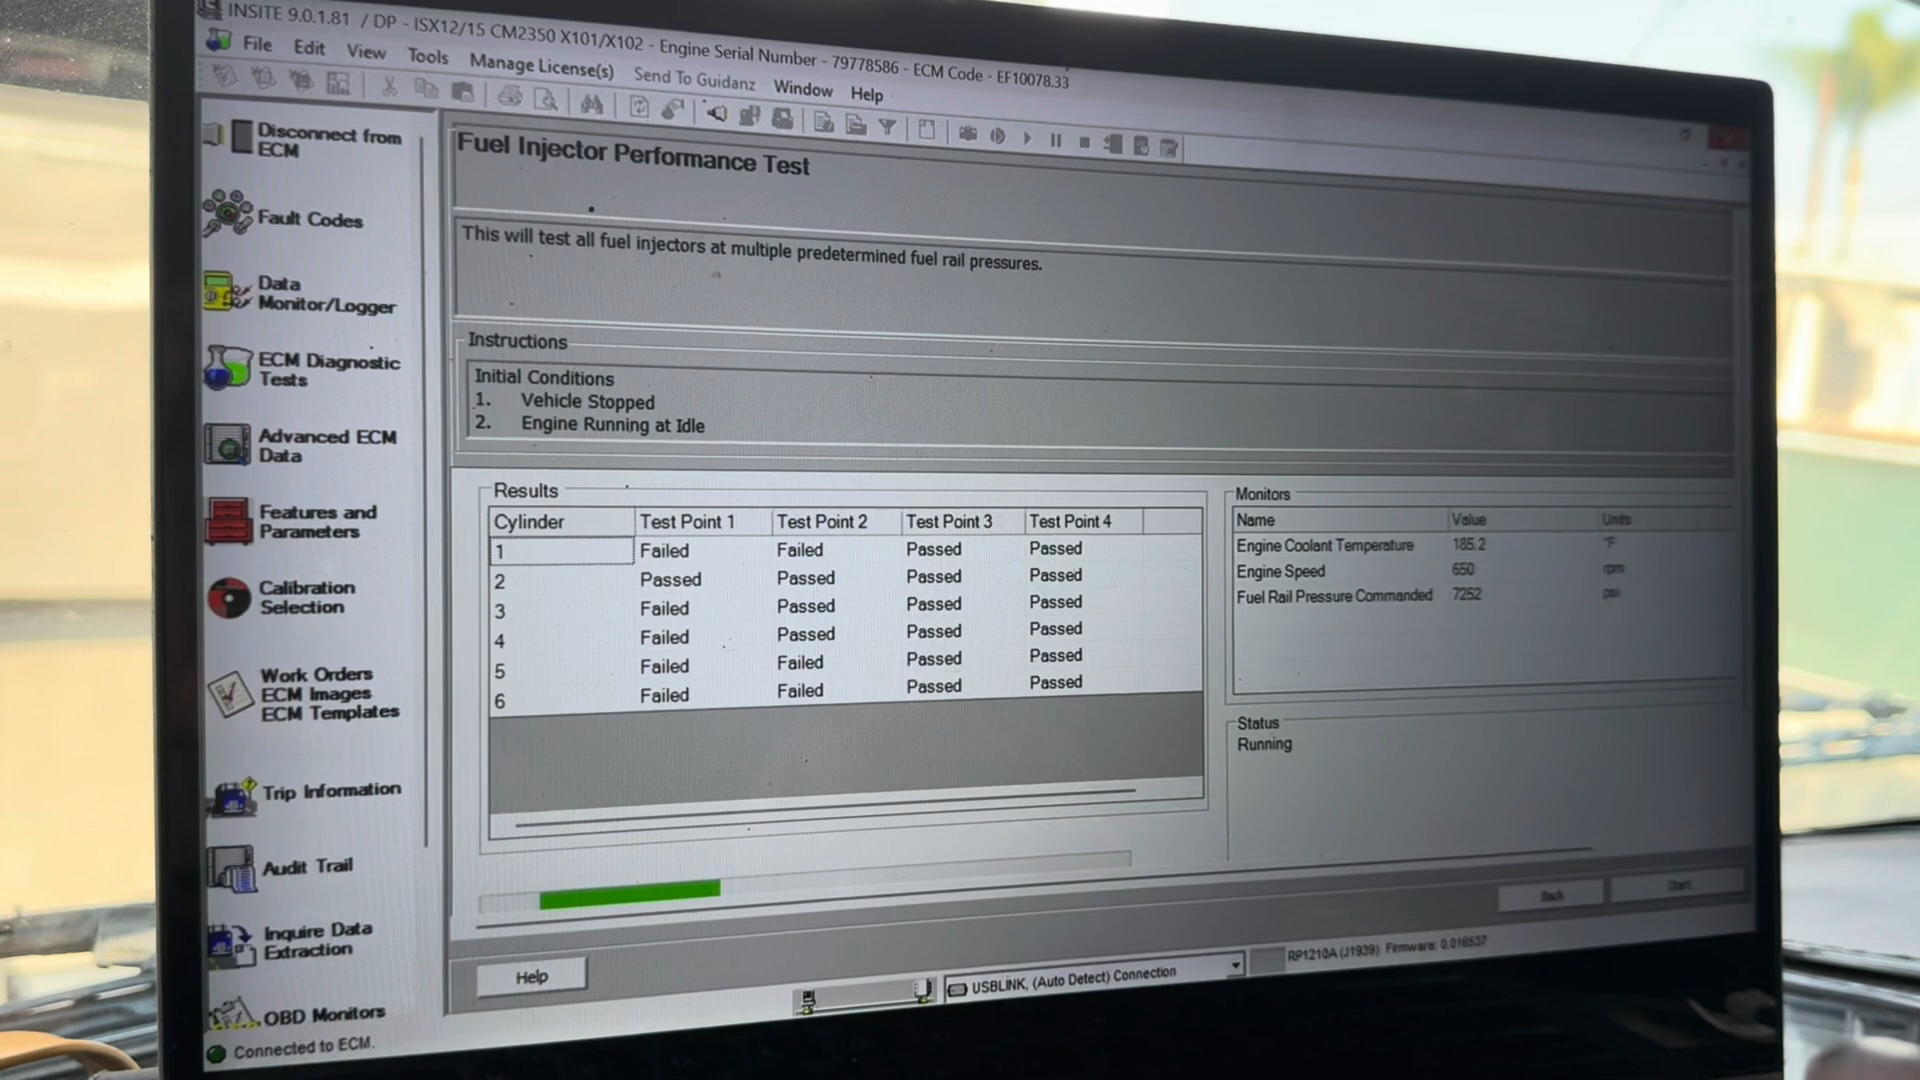 INSITE 9.0.1.81 / DP - ISX12/15 CM2350 X101/X102 - Engine Serial Number - 79778586 - ECM Code - EF10078.33
File Edit View Tools Manage License(s) Send To Guidanz Window Help
Disconnect from
ECM
Fault Codes
Data
Monitor/Logger
ECM Diagnostic
Tests
Advanced ECM
Data
Features and
Parameters
Calibration
Selection
Work Orders
ECM Images
ECM Templates
Trip Information
Audit Trail
Inquire Data
Extraction
OBD Monitors
Connected to ECM.
Fuel Injector Performance Test
This will test all fuel injectors at multiple predetermined fuel rail pressures.
Instructions
Initial Conditions
1. Vehicle Stopped
2. Engine Running at Idle
Results
Cylinder Test Point 1 Test Point 2 Test Point 3 Test Point 4
1 Failed Failed Passed Passed
2 Passed Passed Passed Passed
3 Failed Passed Passed Passed
4 Failed Passed Passed Passed
5 Failed Failed Passed Passed
6 Failed Failed Passed Passed
Monitors
Name Value Units
Engine Coolant Temperature 185.2 °F
Engine Speed 650 rpm
Fuel Rail Pressure Commanded 7252 psi
Status
Running
Back Start
Help
USBLINK, (Auto Detect) Connection
RP1210A (J1939) Firmware: 0.016537